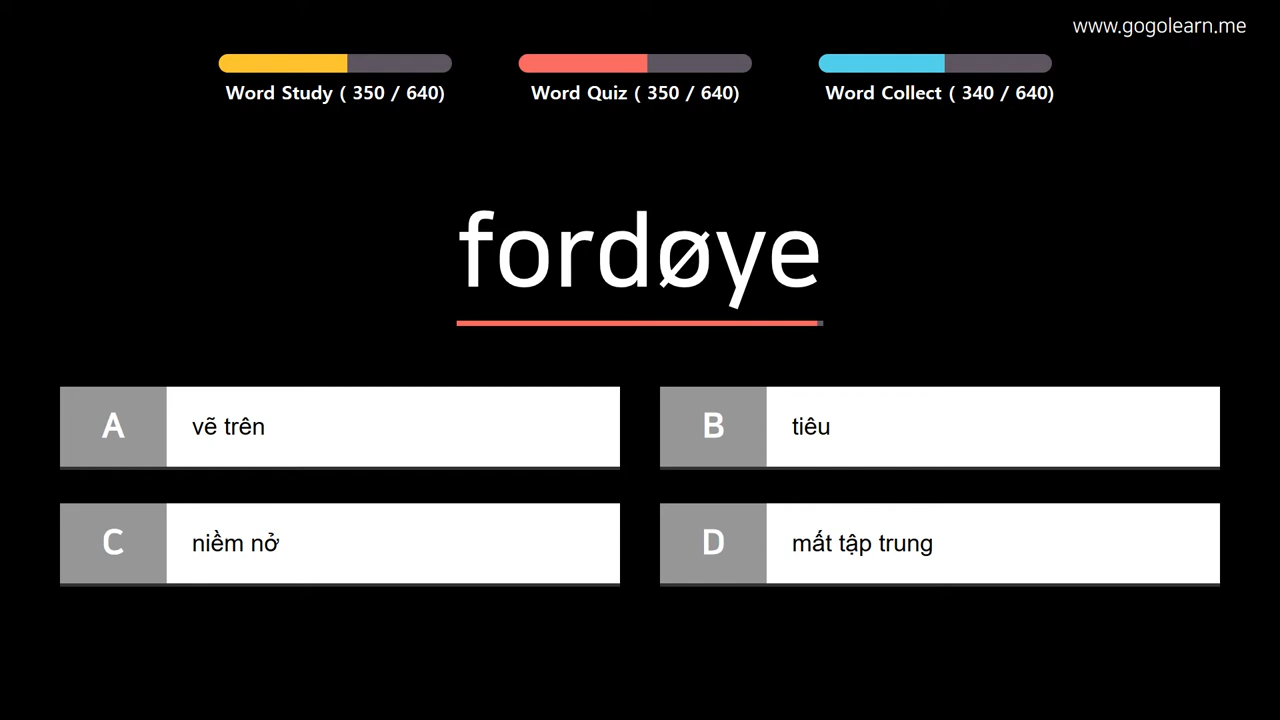 www.gogolearn.me
Word Study ( 350 / 640)
Word Quiz ( 350 / 640)
Word Collect ( 340 / 640)
fordøye
A
vẽ trên
B
tiêu
C
niềm nở
D
mất tập trung